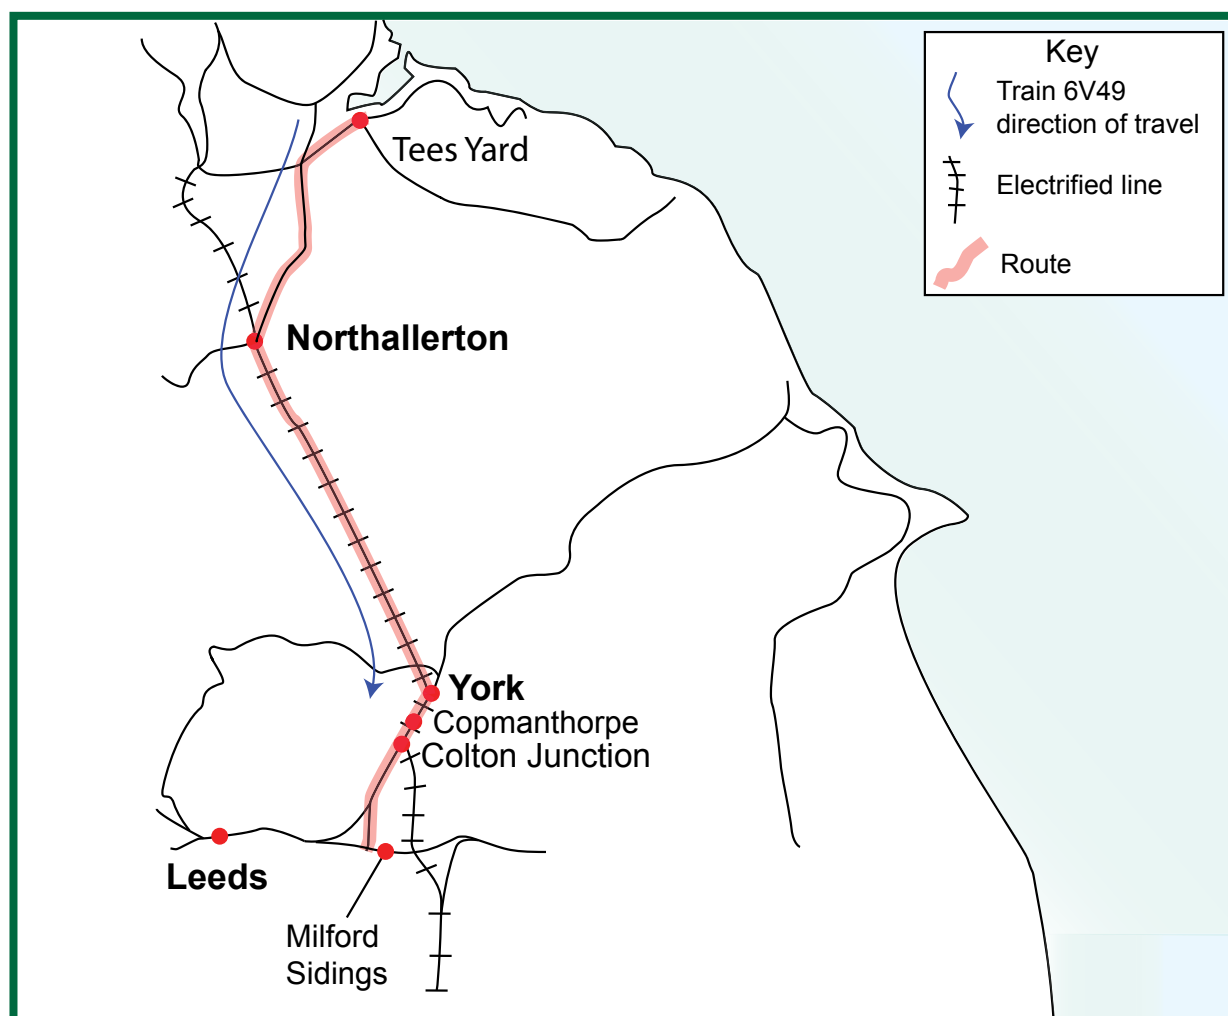 Key
Train 6V49
direction of travel
Electrified line
Route
Tees Yard
Northallerton
York
Copmanthorpe
Colton Junction
Leeds
Milford
Sidings